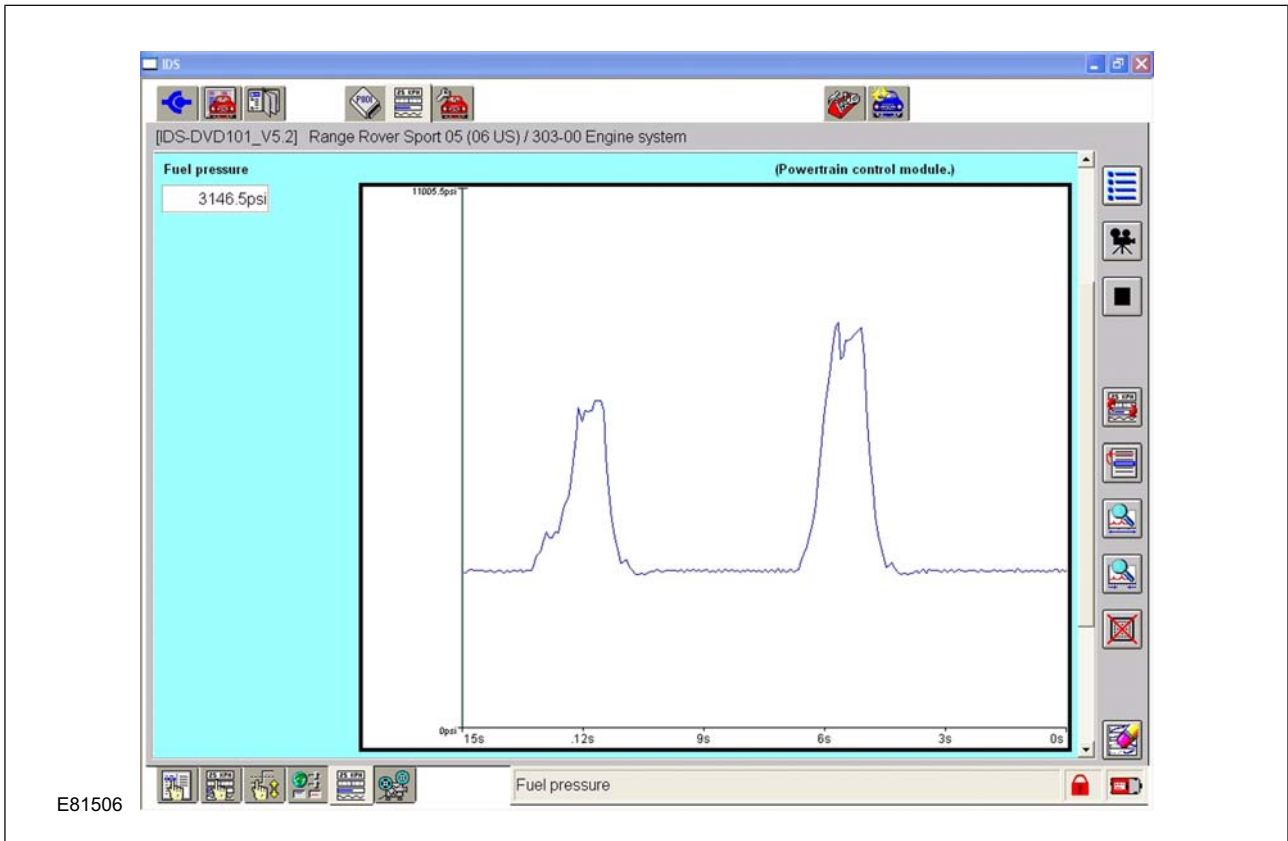 IDS
[IDS-DVD101_V5.2] Range Rover Sport 05 (06 US) / 303-00 Engine system
Fuel pressure
(Powertrain control module.)
3146.5psi
11005.5psi
0psi
15s .12s 9s 6s 3s 0s
Fuel pressure
E81506